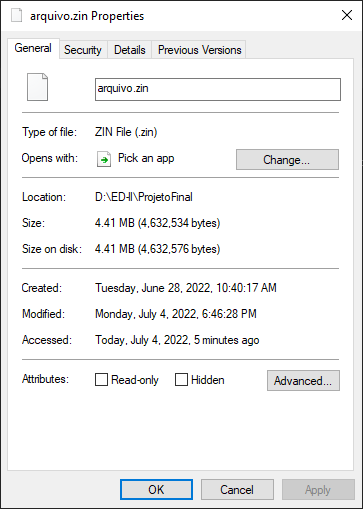 arquivo.zin Properties
General Security Details Previous Versions
arquivo.zin
Type of file: ZIN File (.zin)
Opens with: Pick an app Change...
Location: D:\ED-II\ProjetoFinal
Size: 4.41 MB (4,632,534 bytes)
Size on disk: 4.41 MB (4,632,576 bytes)
Created: Tuesday, June 28, 2022, 10:40:17 AM
Modified: Monday, July 4, 2022, 6:46:28 PM
Accessed: Today, July 4, 2022, 5 minutes ago
Attributes: Read-only Hidden Advanced...
OK Cancel Apply